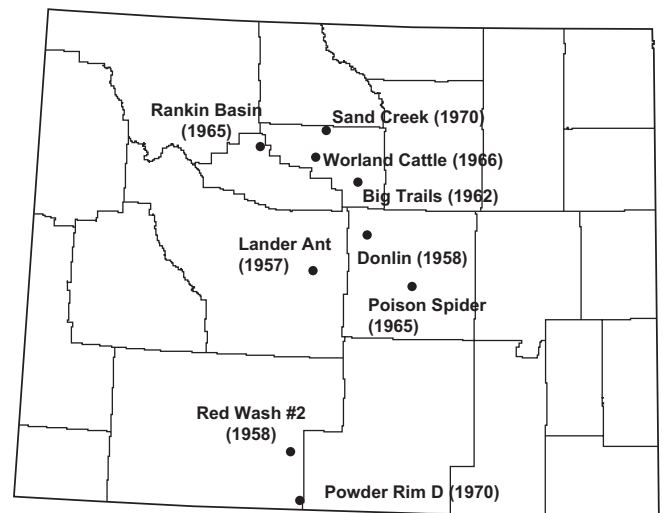 Rankin Basin
(1965)
Sand Creek (1970)
Worland Cattle (1966)
Big Trails (1962)
Lander Ant
(1957)
Donlin (1958)
Poison Spider
(1965)
Red Wash #2
(1958)
Powder Rim D (1970)